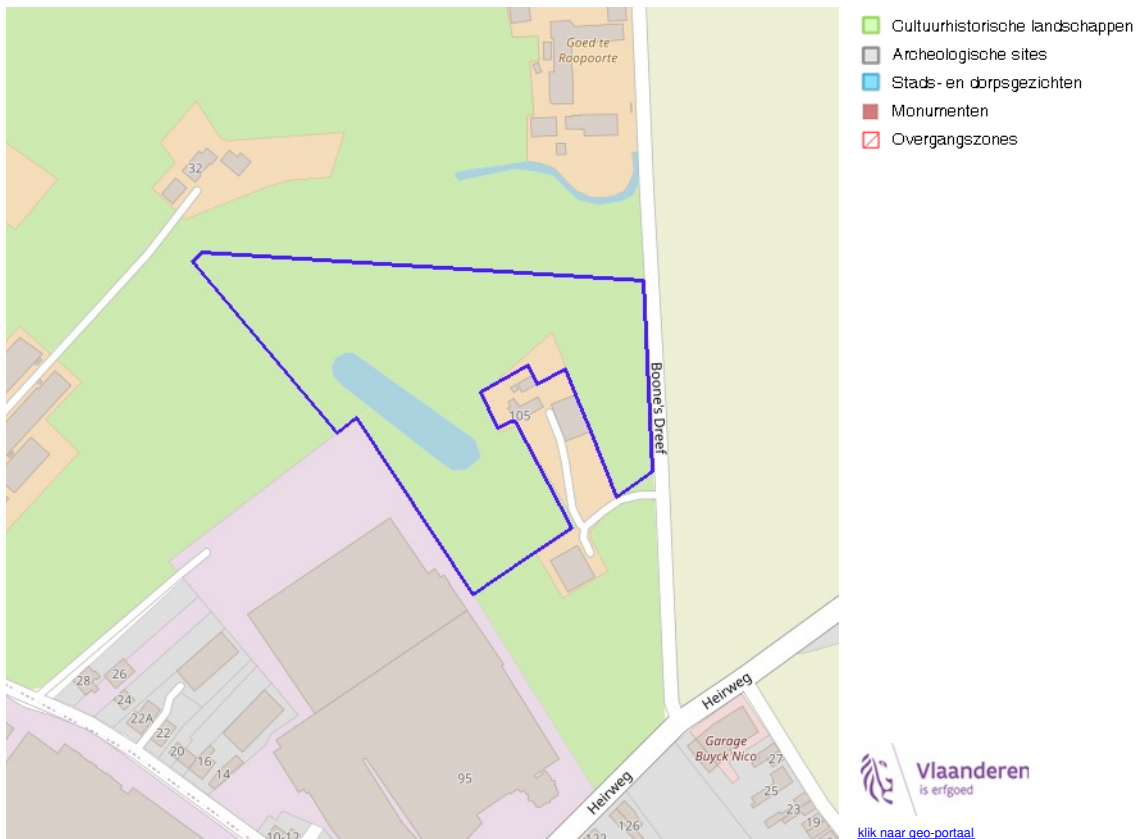 Goed te
Roopoorte
32
105
Boone's Dreef
28
26
24
22A
22
20
16
14
10-12
95
Heirweg
Heirweg
Garage
Buyck Nico
27
25
23
19
126
122
Cultuurhistorische landschappen
Archeologische sites
Stads- en dorpsgezichten
Monumenten
Overgangszones
Vlaanderen
is erfgoed
klik naar geo-portaal